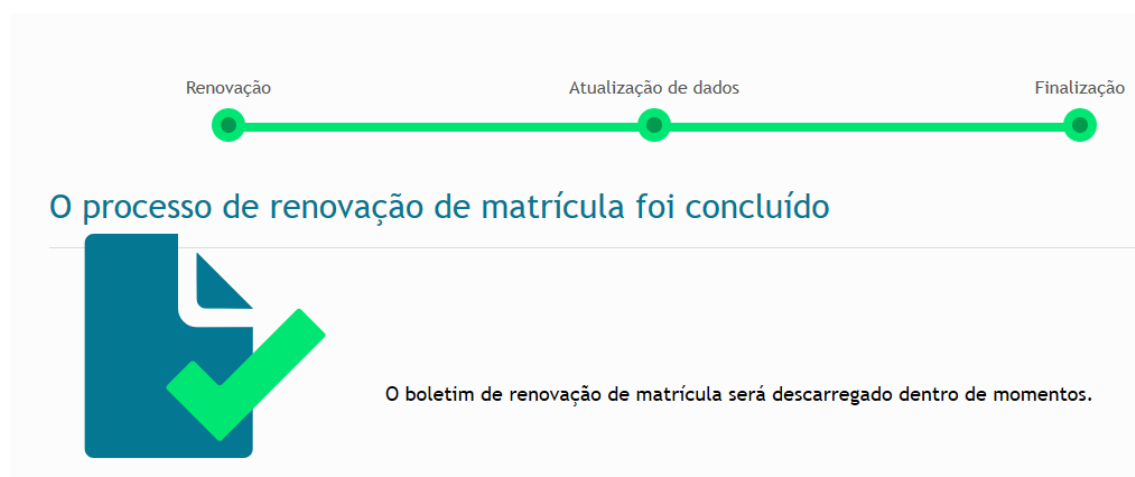 Renovação Atualização de dados Finalização
O processo de renovação de matrícula foi concluído
O boletim de renovação de matrícula será descarregado dentro de momentos.